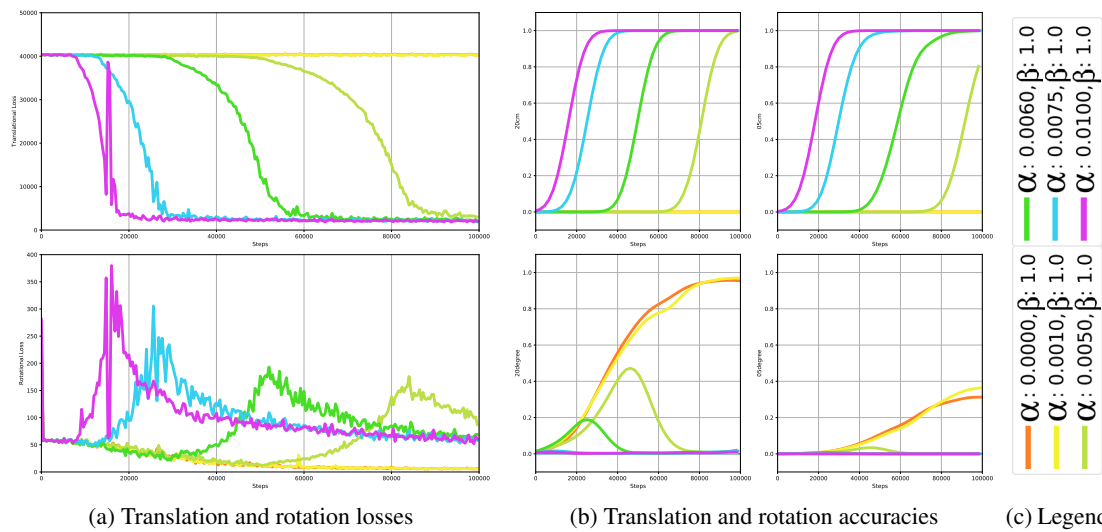 50000
40000
30000
20000
10000
0
Translational Loss
0 20000 40000 60000 80000 100000
Steps
400
350
300
250
200
150
100
50
0
Rotational Loss
0 20000 40000 60000 80000 100000
Steps
(a) Translation and rotation losses
1.0
0.8
0.6
0.4
0.2
0.0
20cm
0 20000 40000 60000 80000 100000
Steps
1.0
0.8
0.6
0.4
0.2
0.0
05cm
0 20000 40000 60000 80000 100000
Steps
1.0
0.8
0.6
0.4
0.2
0.0
20degree
0 20000 40000 60000 80000 100000
Steps
1.0
0.8
0.6
0.4
0.2
0.0
05degree
0 20000 40000 60000 80000 100000
Steps
(b) Translation and rotation accuracies
α: 0.0000, β: 1.0
α: 0.0010, β: 1.0
α: 0.0050, β: 1.0
α: 0.0060, β: 1.0
α: 0.0075, β: 1.0
α: 0.0100, β: 1.0
(c) Legend